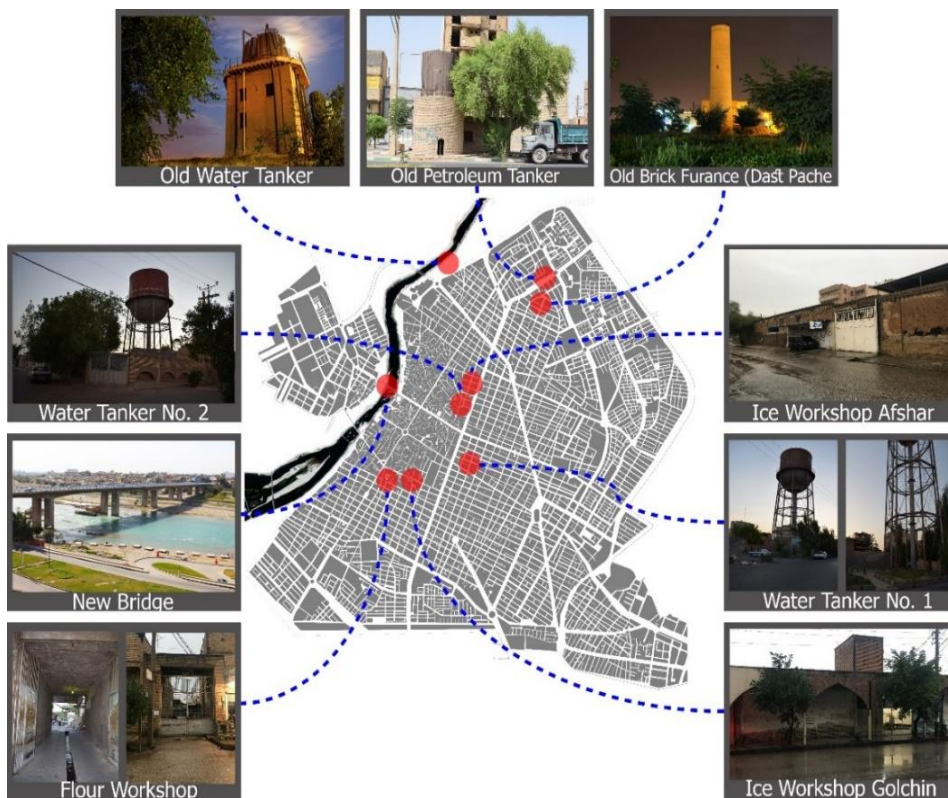 Old Water Tanker
Old Petroleum Tanker
Old Brick Furance (Dast Pache
Water Tanker No. 2
Ice Workshop Afshar
New Bridge
Water Tanker No. 1
Flour Workshop
Ice Workshop Golchin